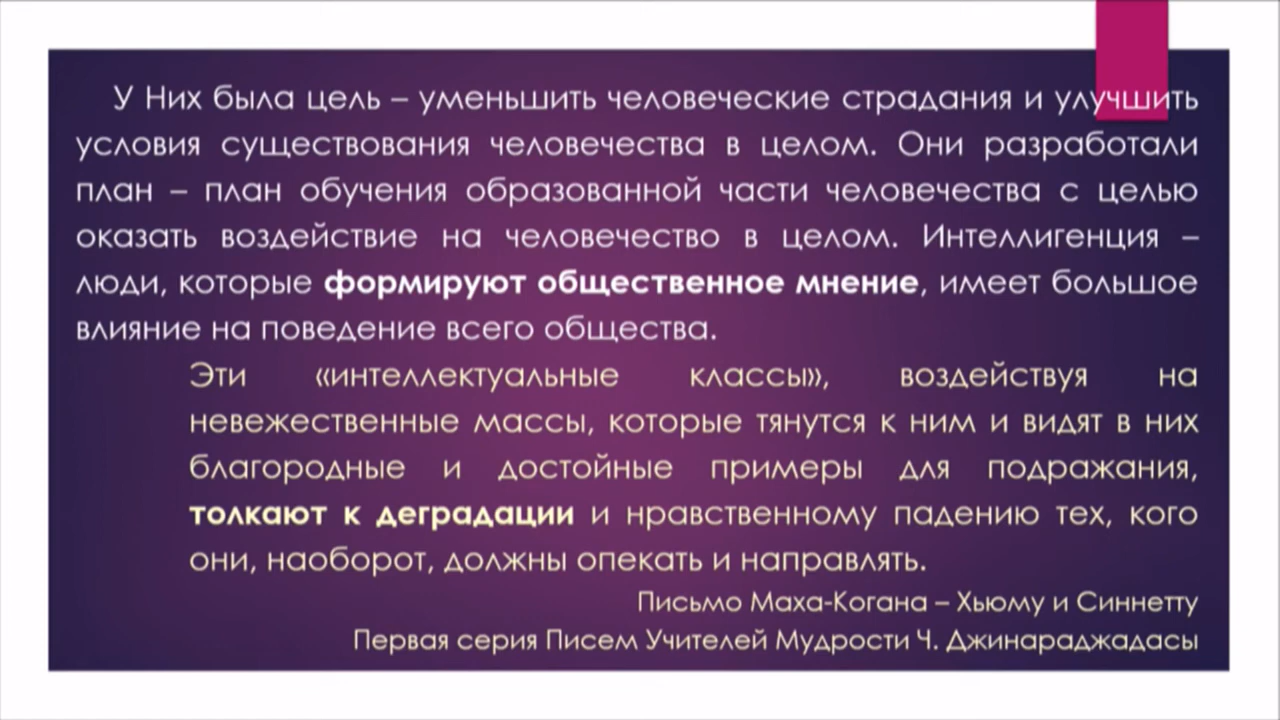 У Них была цель – уменьшить человеческие страдания и улучшить
условия существования человечества в целом. Они разработали
план – план обучения образованной части человечества с целью
оказать воздействие на человечество в целом. Интеллигенция –
люди, которые формируют общественное мнение, имеет большое
влияние на поведение всего общества.
Эти «интеллектуальные классы», воздействуя на
невежественные массы, которые тянутся к ним и видят в них
благородные и достойные примеры для подражания,
толкают к деградации и нравственному падению тех, кого
они, наоборот, должны опекать и направлять.
Письмо Маха-Когана – Хьюму и Синнетту
Первая серия Писем Учителей Мудрости Ч. Джинараджадасы